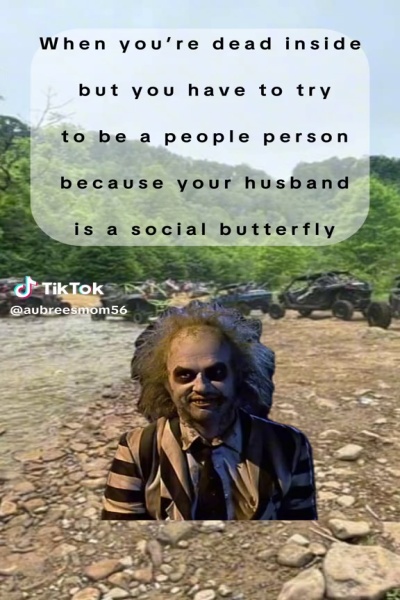 When you’re dead inside
but you have to try
to be a people person
because your husband
is a social butterfly
TikTok
@aubreesmom56